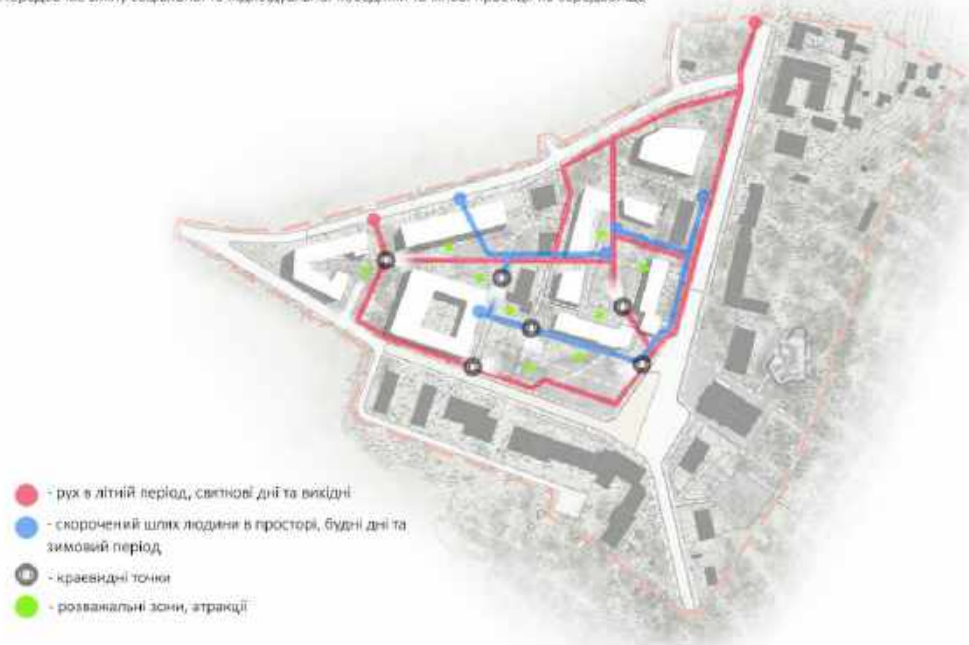 та
- рух в літній період, святкові дні та вихідні
- скорочений шлях людини в просторі, будні дні та
зимовий період
- краєвидні точки
- розважальні зони, атракції